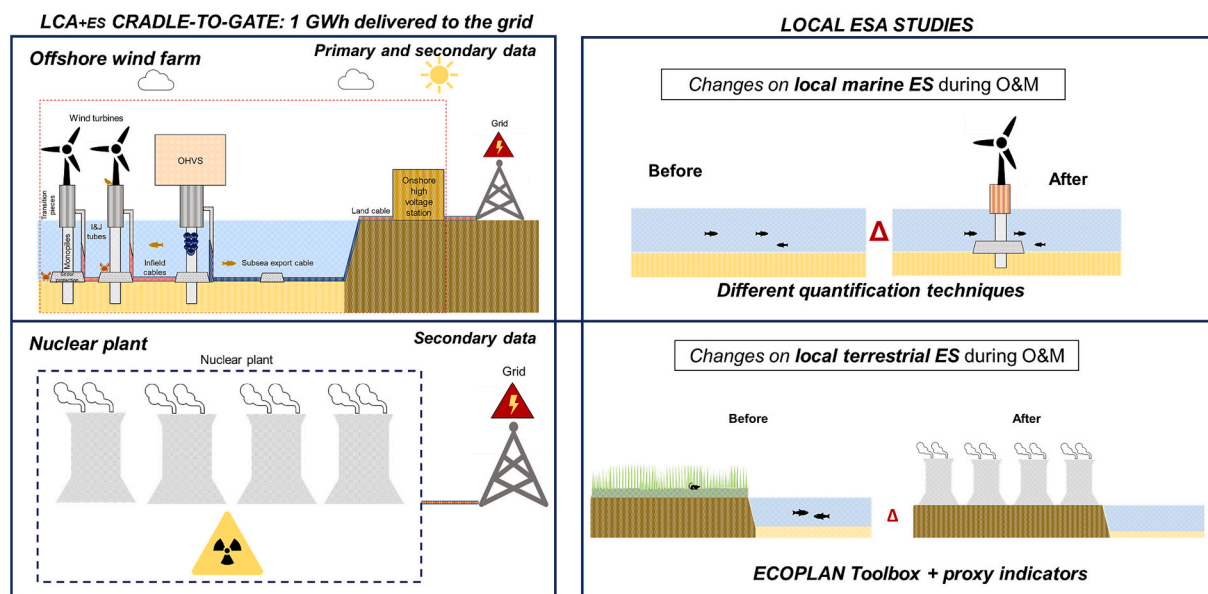 LCA+ES CRADLE-TO-GATE: 1 GWh delivered to the grid
Offshore wind farm
Primary and secondary data
Wind turbines
OHVS
Grid
Transition
pieces
I&J
tubes
Monopiles
Land cable
Onshore
high
voltage
station
Infield
cables
Subsea export cable
Scour
protection
Nuclear plant
Secondary data
Nuclear plant
Grid
LOCAL ESA STUDIES
Changes on local marine ES during O&M
Before
After
Δ
Different quantification techniques
Changes on local terrestrial ES during O&M
Before
After
Δ
ECOPLAN Toolbox + proxy indicators